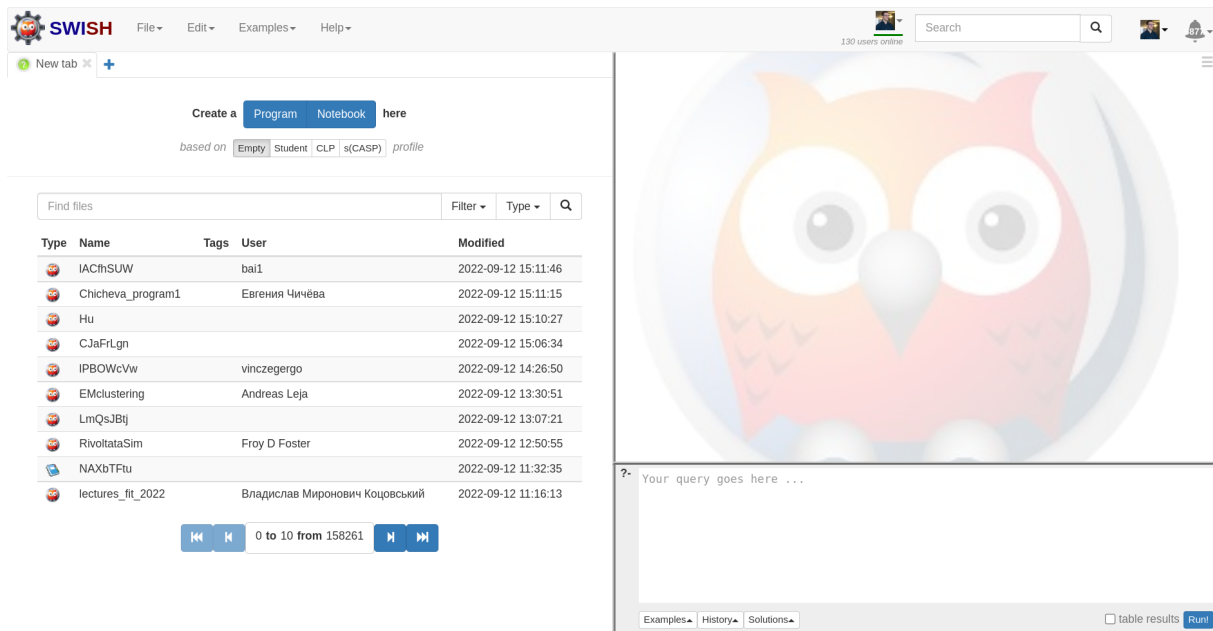 SWISH File Edit Examples Help 130 users online Search 877
New tab
Create a Program Notebook here
based on Empty Student CLP s(CASP) profile
Find files Filter Type
Type Name Tags User Modified
lACfhSUW bai1 2022-09-12 15:11:46
Chicheva_program1 Евгения Чичёва 2022-09-12 15:11:15
Hu 2022-09-12 15:10:27
CJaFrLgn 2022-09-12 15:06:34
lPBOWcVw vinczegergo 2022-09-12 14:26:50
EMclustering Andreas Leja 2022-09-12 13:30:51
LmQsJBtj 2022-09-12 13:07:21
RivoltataSim Froy D Foster 2022-09-12 12:50:55
NAXbTFtu 2022-09-12 11:32:35
lectures_fit_2022 Владислав Миронович Коцовський 2022-09-12 11:16:13
0 to 10 from 158261
?- Your query goes here ...
Examples History Solutions table results Run!